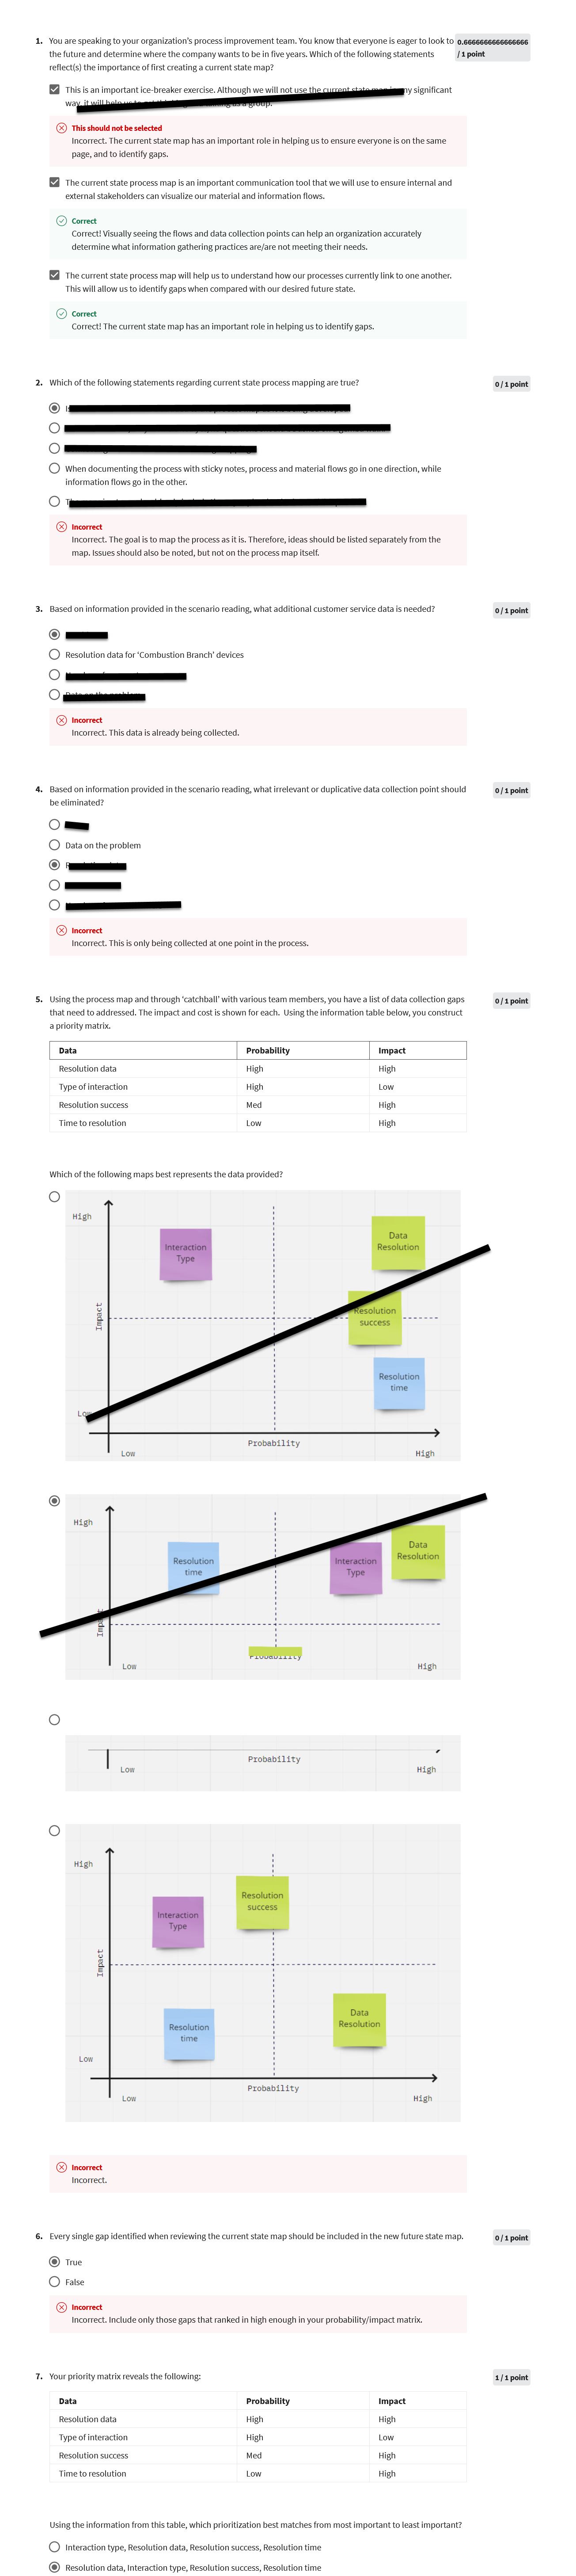 1. You are speaking to your organization's process improvement team. You know that everyone is eager to look to
0.6666666666666666
the future and determine where the company wants to be in five years. Which of the following statements
/ 1 point
reflect(s) the importance of first creating a current state map?
This is an important ice-breaker exercise. Although we will not use the current state map in any significant
way, it will help us
group.
This should not be selected
Incorrect. The current state map has an important role in helping us to ensure everyone is on the same
page, and to identify gaps.
The current state process map is an important communication tool that we will use to ensure internal and
external stakeholders can visualize our material and information flows.
Correct
Correct! Visually seeing the flows and data collection points can help an organization accurately
determine what information gathering practices are/are not meeting their needs.
The current state process map will help us to understand how our processes currently link to one another.
This will allow us to identify gaps when compared with our desired future state.
Correct
Correct! The current state map has an important role in helping us to identify gaps.
2. Which of the following statements regarding current state process mapping are true?
0 / 1 point
When documenting the process with sticky notes, process and material flows go in one direction, while
information flows go in the other.
Incorrect
Incorrect. The goal is to map the process as it is. Therefore, ideas should be listed separately from the
map. Issues should also be noted, but not on the process map itself.
3. Based on information provided in the scenario reading, what additional customer service data is needed?
0 / 1 point
Resolution data for 'Combustion Branch' devices
Incorrect
Incorrect. This data is already being collected.
4. Based on information provided in the scenario reading, what irrelevant or duplicative data collection point should
0 / 1 point
be eliminated?
Data on the problem
Incorrect
Incorrect. This is only being collected at one point in the process.
5. Using the process map and through 'catchball' with various team members, you have a list of data collection gaps
0 / 1 point
that need to addressed. The impact and cost is shown for each. Using the information table below, you construct
a priority matrix.
Data Probability Impact
Resolution data High High
Type of interaction High Low
Resolution success Med High
Time to resolution Low High
Which of the following maps best represents the data provided?
High
Interaction
Type
Data
Resolution
Impact
Resolution
success
Resolution
time
Low
Probability
Low
High
High
Resolution
time
Interaction
Type
Data
Resolution
Impact
Probability
Low
High
Probability
Low
High
High
Interaction
Type
Resolution
success
Impact
Resolution
time
Data
Resolution
Low
Probability
Low
High
Incorrect
Incorrect.
6. Every single gap identified when reviewing the current state map should be included in the new future state map.
0 / 1 point
True
False
Incorrect
Incorrect. Include only those gaps that ranked in high enough in your probability/impact matrix.
7. Your priority matrix reveals the following:
1 / 1 point
Data Probability Impact
Resolution data High High
Type of interaction High Low
Resolution success Med High
Time to resolution Low High
Using the information from this table, which prioritization best matches from most important to least important?
Interaction type, Resolution data, Resolution success, Resolution time
Resolution data, Interaction type, Resolution success, Resolution time